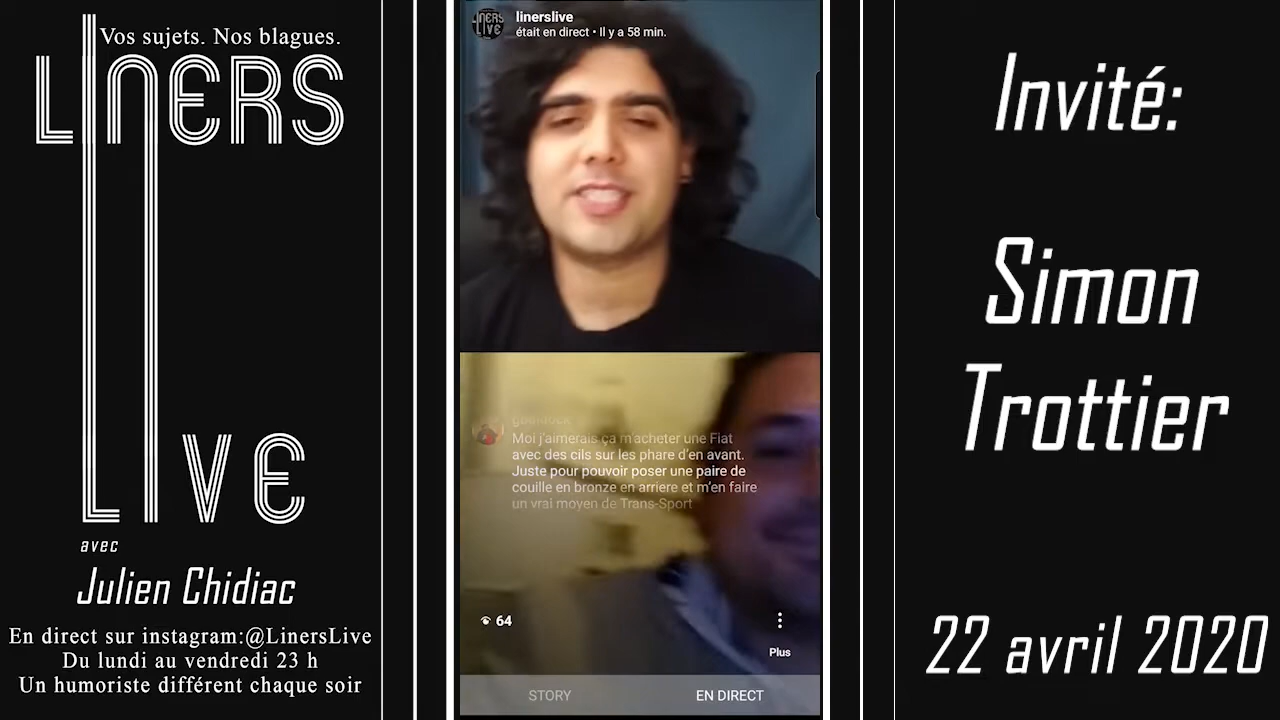 Vos sujets. Nos blagues.
LINERS
LIVE
avec
Julien Chidiac
En direct sur instagram:@LinersLive
Du lundi au vendredi 23 h
Un humoriste différent chaque soir
LINERS
LIVE
linerslive
était en direct • Il y a 58 min.
Moi j'aimerais ça m'acheter une Fiat
avec des cils sur les phare d'en avant.
Juste pour pouvoir poser une paire de
couille en bronze en arriere et m'en faire
un vrai moyen de Trans-Sport
64
Plus
STORY
EN DIRECT
Invité:
Simon
Trottier
22 avril 2020